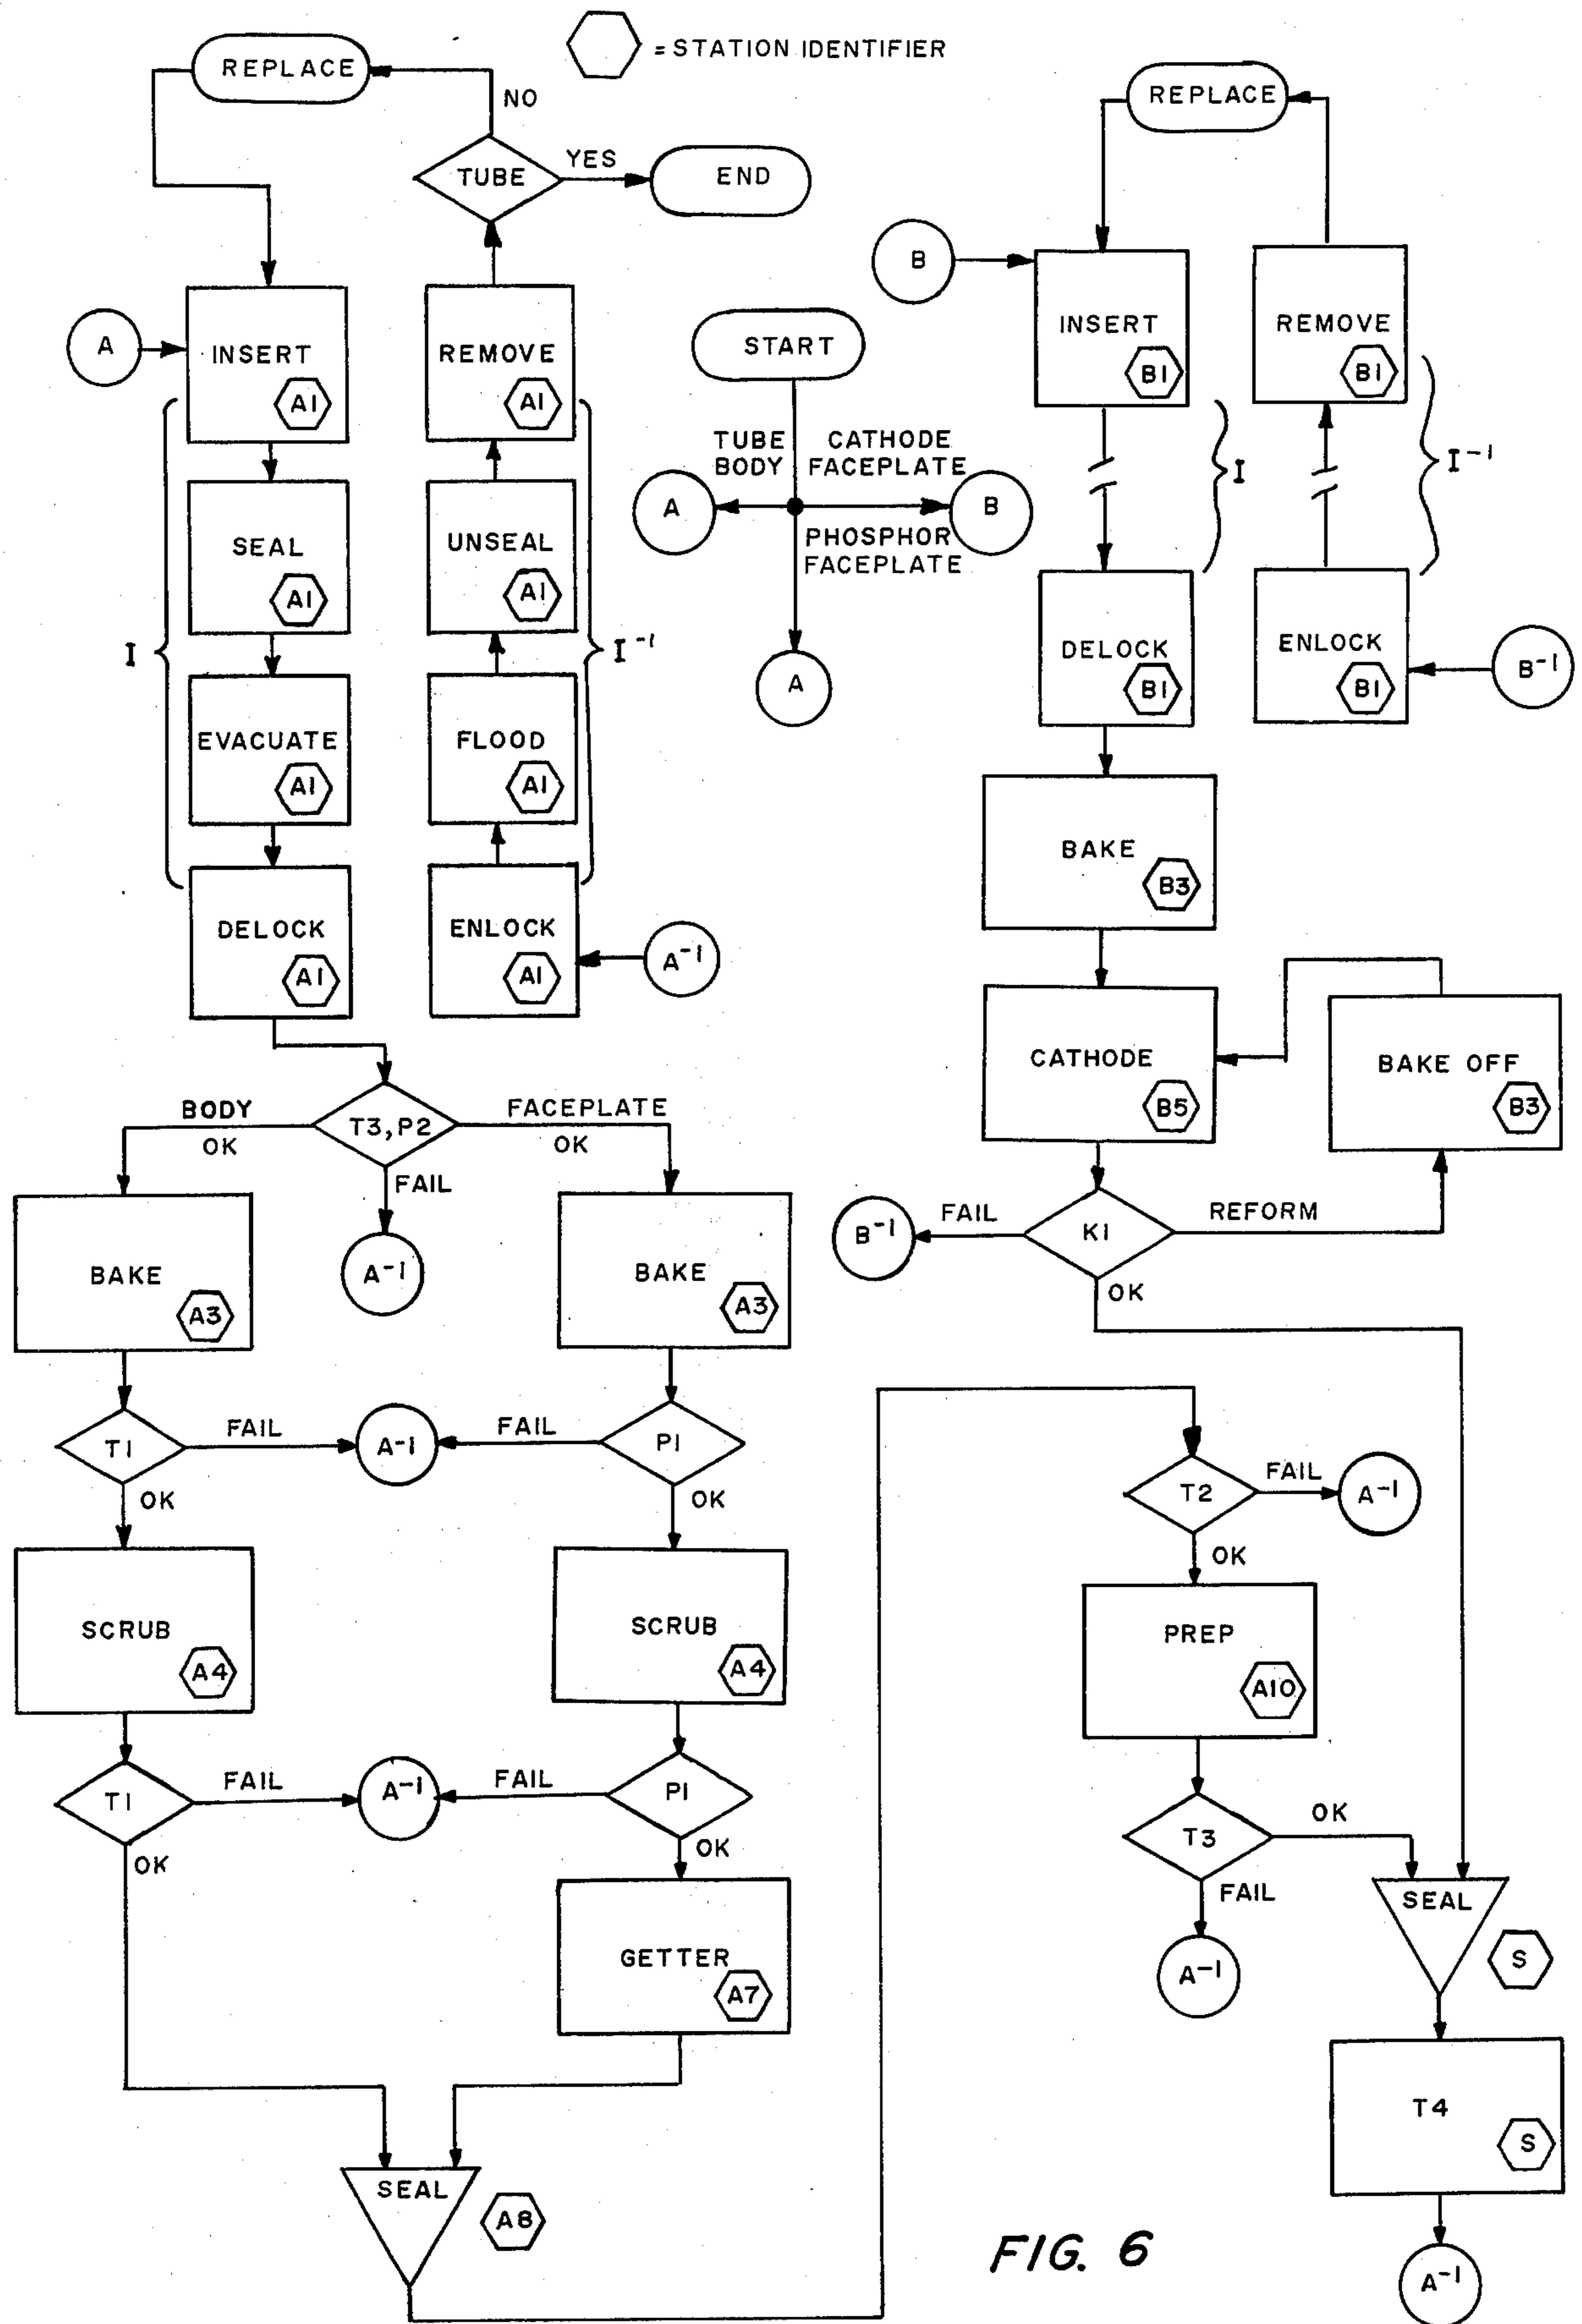 = STATION IDENTIFIER
REPLACE
NO
TUBE
YES
END
A
INSERT
A1
SEAL
A1
EVACUATE
A1
DELOCK
A1
I
REMOVE
A1
UNSEAL
A1
FLOOD
A1
ENLOCK
A1
I⁻¹
A⁻¹
START
TUBE BODY
CATHODE FACEPLATE
PHOSPHOR FACEPLATE
A
B
A
REPLACE
B
INSERT
B1
I
DELOCK
B1
REMOVE
B1
I⁻¹
ENLOCK
B1
B⁻¹
BAKE
B3
CATHODE
B5
BAKE OFF
B3
K1
FAIL
B⁻¹
REFORM
OK
T3,P2
BODY
OK
FACEPLATE
OK
FAIL
A⁻¹
BAKE
A3
BAKE
A3
T1
FAIL
A-1
FAIL
P1
OK
OK
SCRUB
A4
SCRUB
A4
T1
FAIL
A⁻¹
FAIL
P1
OK
OK
GETTER
A7
SEAL
A8
T2
FAIL
A⁻¹
OK
PREP
A10
T3
OK
FAIL
A⁻¹
SEAL
S
T4
S
A⁻¹
FIG. 6